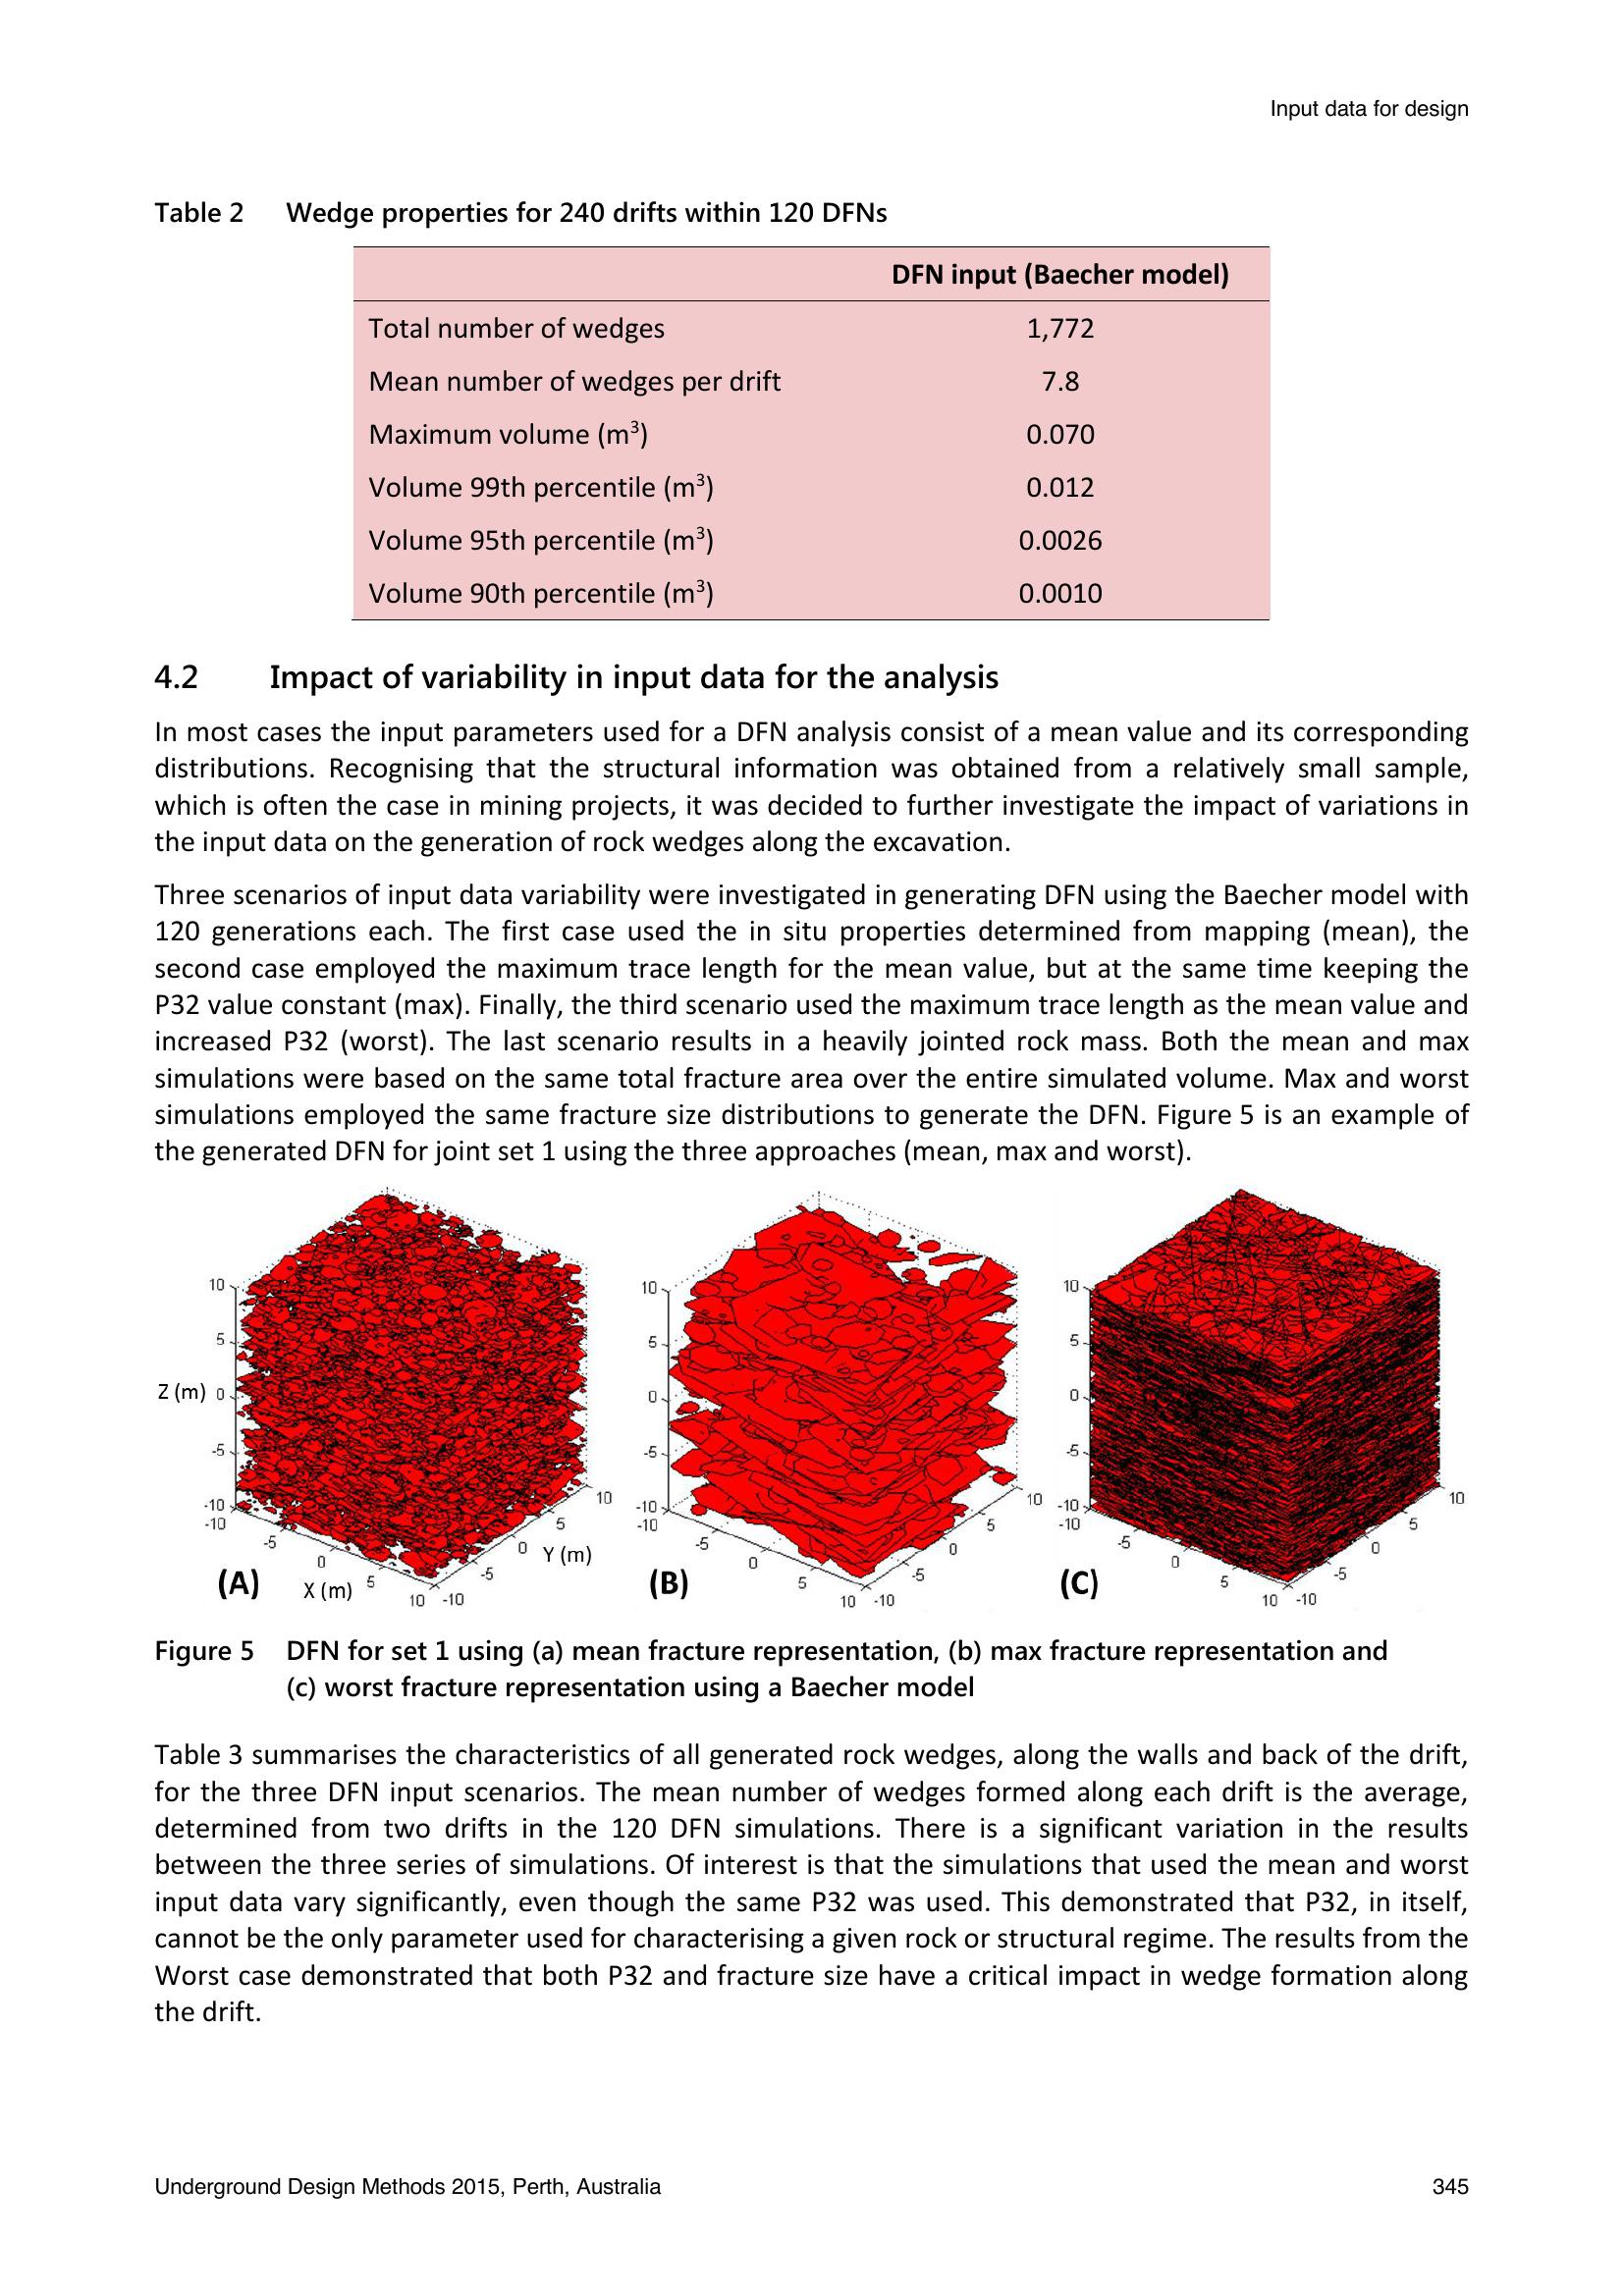 Input data for design
Table 2 Wedge properties for 240 drifts within 120 DFNs
DFN input (Baecher model)
Total number of wedges 1,772
Mean number of wedges per drift 7.8
Maximum volume (m³) 0.070
Volume 99th percentile (m³) 0.012
Volume 95th percentile (m³) 0.0026
Volume 90th percentile (m³) 0.0010
4.2 Impact of variability in input data for the analysis
In most cases the input parameters used for a DFN analysis consist of a mean value and its corresponding
distributions. Recognising that the structural information was obtained from a relatively small sample,
which is often the case in mining projects, it was decided to further investigate the impact of variations in
the input data on the generation of rock wedges along the excavation.
Three scenarios of input data variability were investigated in generating DFN using the Baecher model with
120 generations each. The first case used the in situ properties determined from mapping (mean), the
second case employed the maximum trace length for the mean value, but at the same time keeping the
P32 value constant (max). Finally, the third scenario used the maximum trace length as the mean value and
increased P32 (worst). The last scenario results in a heavily jointed rock mass. Both the mean and max
simulations were based on the same total fracture area over the entire simulated volume. Max and worst
simulations employed the same fracture size distributions to generate the DFN. Figure 5 is an example of
the generated DFN for joint set 1 using the three approaches (mean, max and worst).
10
5
Z (m) 0
-5
-10
-10
-5
0
X (m) 5
10
-10
-5
0 Y (m)
5
10
(A)
10
5
0
-5
-10
-10
-5
0
5
10
-10
-5
0
5
10
(B)
10
5
0
-5
-10
-10
-5
0
5
10
-10
-5
0
5
10
(C)
Figure 5 DFN for set 1 using (a) mean fracture representation, (b) max fracture representation and
(c) worst fracture representation using a Baecher model
Table 3 summarises the characteristics of all generated rock wedges, along the walls and back of the drift,
for the three DFN input scenarios. The mean number of wedges formed along each drift is the average,
determined from two drifts in the 120 DFN simulations. There is a significant variation in the results
between the three series of simulations. Of interest is that the simulations that used the mean and worst
input data vary significantly, even though the same P32 was used. This demonstrated that P32, in itself,
cannot be the only parameter used for characterising a given rock or structural regime. The results from the
Worst case demonstrated that both P32 and fracture size have a critical impact in wedge formation along
the drift.
Underground Design Methods 2015, Perth, Australia 345